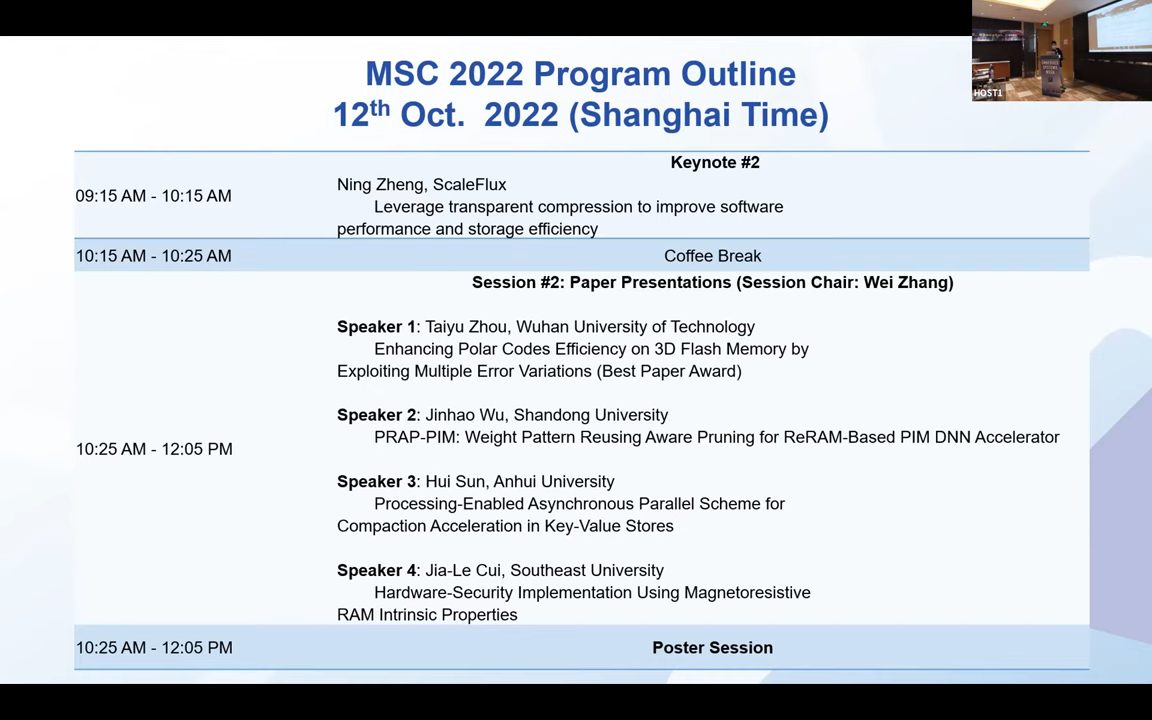 MSC 2022 Program Outline
12th Oct.  2022 (Shanghai Time)
HOST1
Keynote #2
09:15 AM - 10:15 AM
Ning Zheng, ScaleFlux
Leverage transparent compression to improve software
performance and storage efficiency
10:15 AM - 10:25 AM
Coffee Break
Session #2: Paper Presentations (Session Chair: Wei Zhang)
10:25 AM - 12:05 PM
Speaker 1: Taiyu Zhou, Wuhan University of Technology
Enhancing Polar Codes Efficiency on 3D Flash Memory by
Exploiting Multiple Error Variations (Best Paper Award)
Speaker 2: Jinhao Wu, Shandong University
PRAP-PIM: Weight Pattern Reusing Aware Pruning for ReRAM-Based PIM DNN Accelerator
Speaker 3: Hui Sun, Anhui University
Processing-Enabled Asynchronous Parallel Scheme for
Compaction Acceleration in Key-Value Stores
Speaker 4: Jia-Le Cui, Southeast University
Hardware-Security Implementation Using Magnetoresistive
RAM Intrinsic Properties
10:25 AM - 12:05 PM
Poster Session